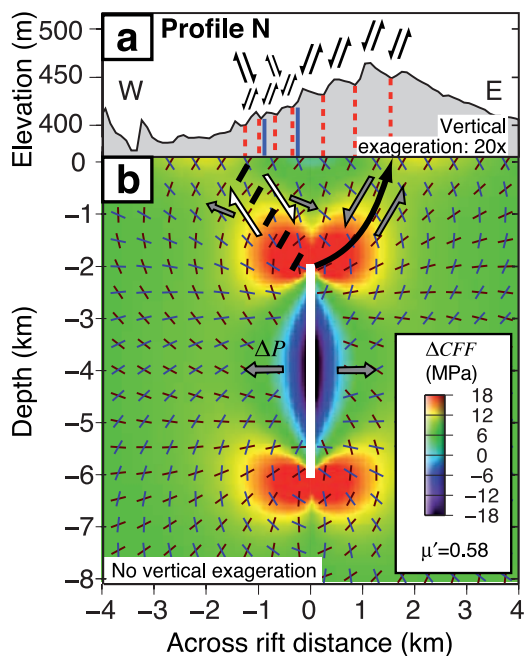 a Profile N
Elevation (m)
500
450
400
W
E
Vertical
exaggeration: 20x
b
Depth (km)
0
−1
−2
−3
−4
−5
−6
−7
−8
ΔP
ΔCFF
(MPa)
18
12
6
0
−6
−12
−18
μ′=0.58
No vertical exaggeration
−4 −3 −2 −1 0 1 2 3 4
Across rift distance (km)